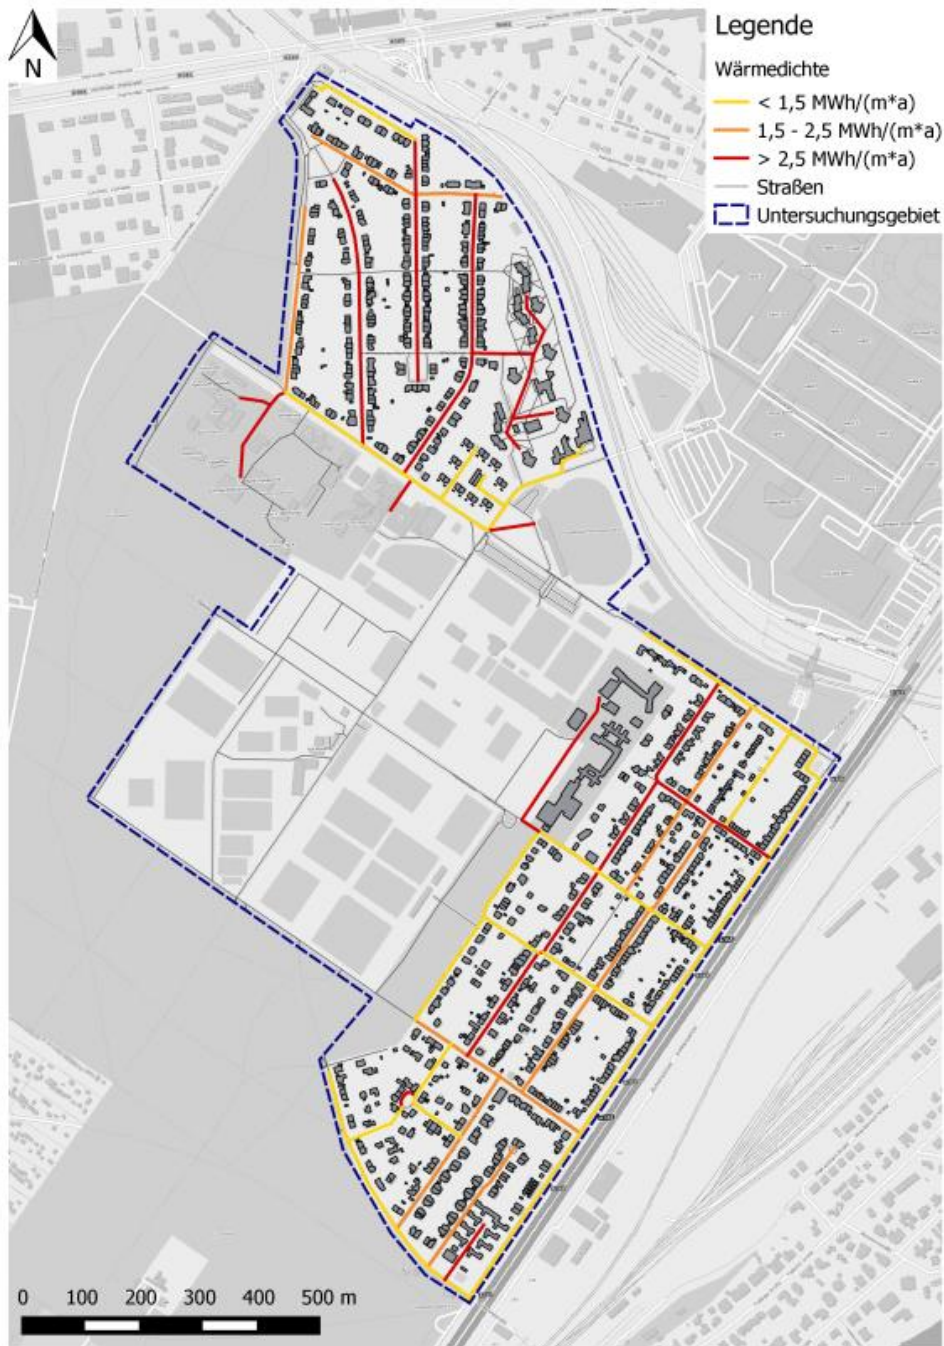 N
Legende
Wärmedichte
< 1,5 MWh/(m*a)
1,5 - 2,5 MWh/(m*a)
> 2,5 MWh/(m*a)
Straßen
Untersuchungsgebiet
0 100 200 300 400 500 m